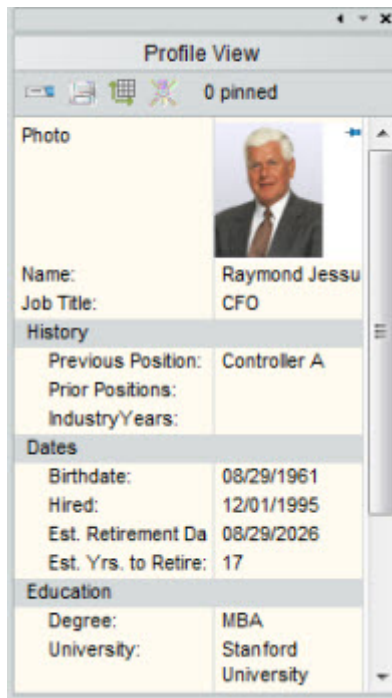 Profile View
0 pinned
Photo
Name: Raymond Jessu
Job Title: CFO
History
Previous Position: Controller A
Prior Positions:
IndustryYears:
Dates
Birthdate: 08/29/1961
Hired: 12/01/1995
Est. Retirement Da 08/29/2026
Est. Yrs. to Retire: 17
Education
Degree: MBA
University: Stanford
University